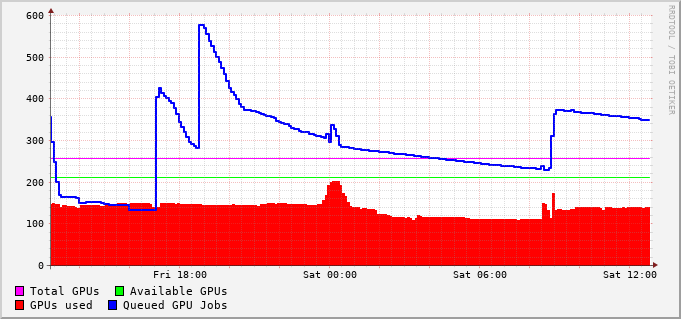 RRDTOOL / TOBI OETIKER
600
500
400
300
200
100
0
Fri 18:00 Sat 00:00 Sat 06:00 Sat 12:00
Total GPUs Available GPUs
GPUs used Queued GPU Jobs